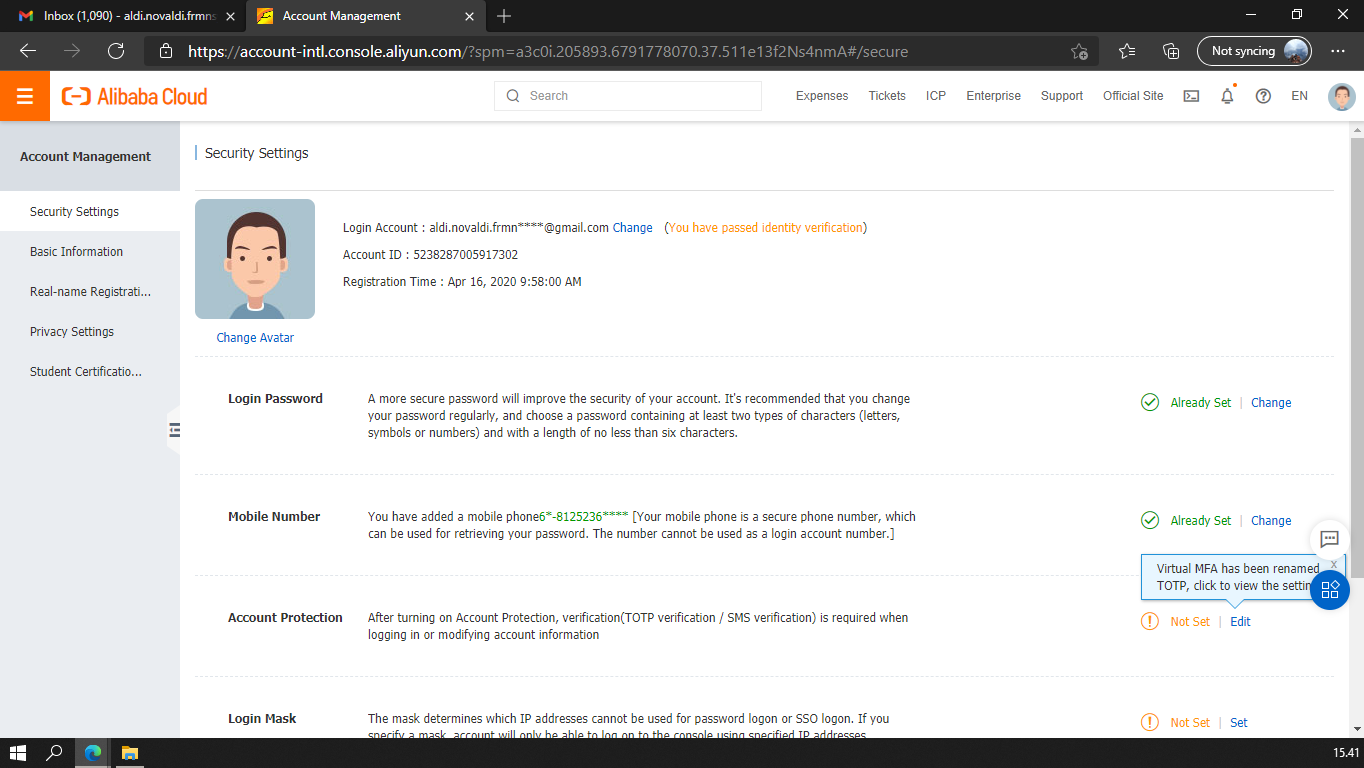 Inbox (1,090) - aldi.novaldi.frmns
Account Management
https://account-intl.console.aliyun.com/?spm=a3c0i.205893.6791778070.37.511e13f2Ns4nmA#/secure
Not syncing
Alibaba Cloud
Search
Expenses
Tickets
ICP
Enterprise
Support
Official Site
EN
Account Management
Security Settings
Basic Information
Real-name Registrati...
Privacy Settings
Student Certificatio...
Security Settings
Login Account : aldi.novaldi.frmn****@gmail.com Change (You have passed identity verification)
Account ID : 5238287005917302
Registration Time : Apr 16, 2020 9:58:00 AM
Change Avatar
Login Password
A more secure password will improve the security of your account. It's recommended that you change
your password regularly, and choose a password containing at least two types of characters (letters,
symbols or numbers) and with a length of no less than six characters.
Already Set | Change
Mobile Number
You have added a mobile phone6*-8125236**** [Your mobile phone is a secure phone number, which
can be used for retrieving your password. The number cannot be used as a login account number.]
Already Set | Change
Virtual MFA has been renamed x
TOTP, click to view the settin
Account Protection
After turning on Account Protection, verification(TOTP verification / SMS verification) is required when
logging in or modifying account information
Not Set | Edit
Login Mask
The mask determines which IP addresses cannot be used for password logon or SSO logon. If you
specify a mask, account will only be able to log on to the console using specified IP addresses
Not Set | Set
15.41